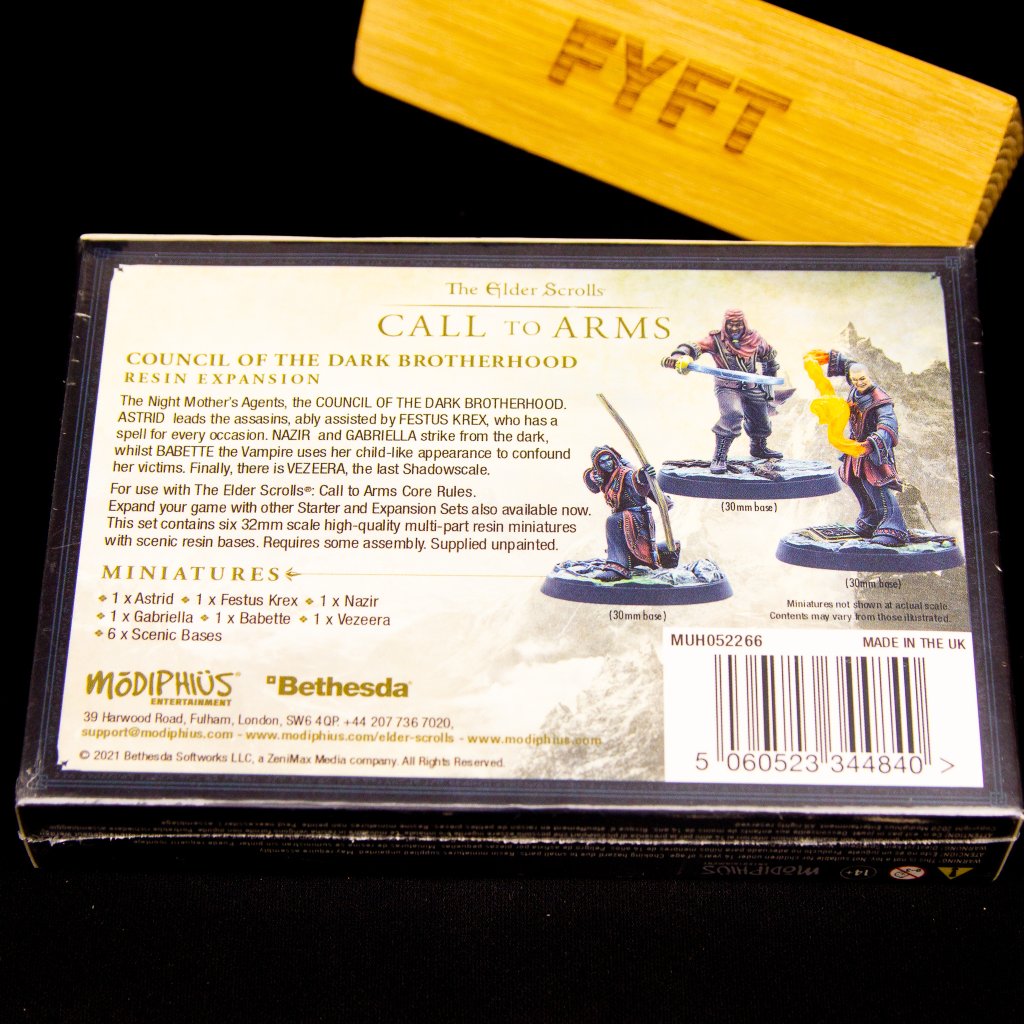 FYFT
The Elder Scrolls
CALL TO ARMS
COUNCIL OF THE DARK BROTHERHOOD
RESIN EXPANSION
The Night Mother's Agents, the COUNCIL OF THE DARK BROTHERHOOD.
ASTRID leads the assasins, ably assisted by FESTUS KREX, who has a
spell for every occasion. NAZIR and GABRIELLA strike from the dark,
whilst BABETTE the Vampire uses her child-like appearance to confound
her victims. Finally, there is VEZEERA, the last Shadowscale.
For use with The Elder Scrolls®: Call to Arms Core Rules.
Expand your game with other Starter and Expansion Sets also available now.
This set contains six 32mm scale high-quality multi-part resin miniatures
with scenic resin bases. Requires some assembly. Supplied unpainted.
MINIATURES
❖ 1 x Astrid ❖ 1 x Festus Krex ❖ 1 x Nazir
❖ 1 x Gabriella ❖ 1 x Babette ❖ 1 x Vezeera
❖ 6 x Scenic Bases
(30mm base)
(30mm base)
(30mm base)
Miniatures not shown at actual scale.
Contents may vary from those illustrated.
MUH052266 MADE IN THE UK
5 060523 344840 >
MŌDIPHIÜS®
ENTERTAINMENT
Bethesda®
39 Harwood Road, Fulham, London, SW6 4QP. +44 207 736 7020,
support@modiphius.com - www.modiphius.com/elder-scrolls - www.modiphius.com
© 2021 Bethesda Softworks LLC, a ZeniMax Media company. All Rights Reserved.
MŌDIPHIÜS
14+